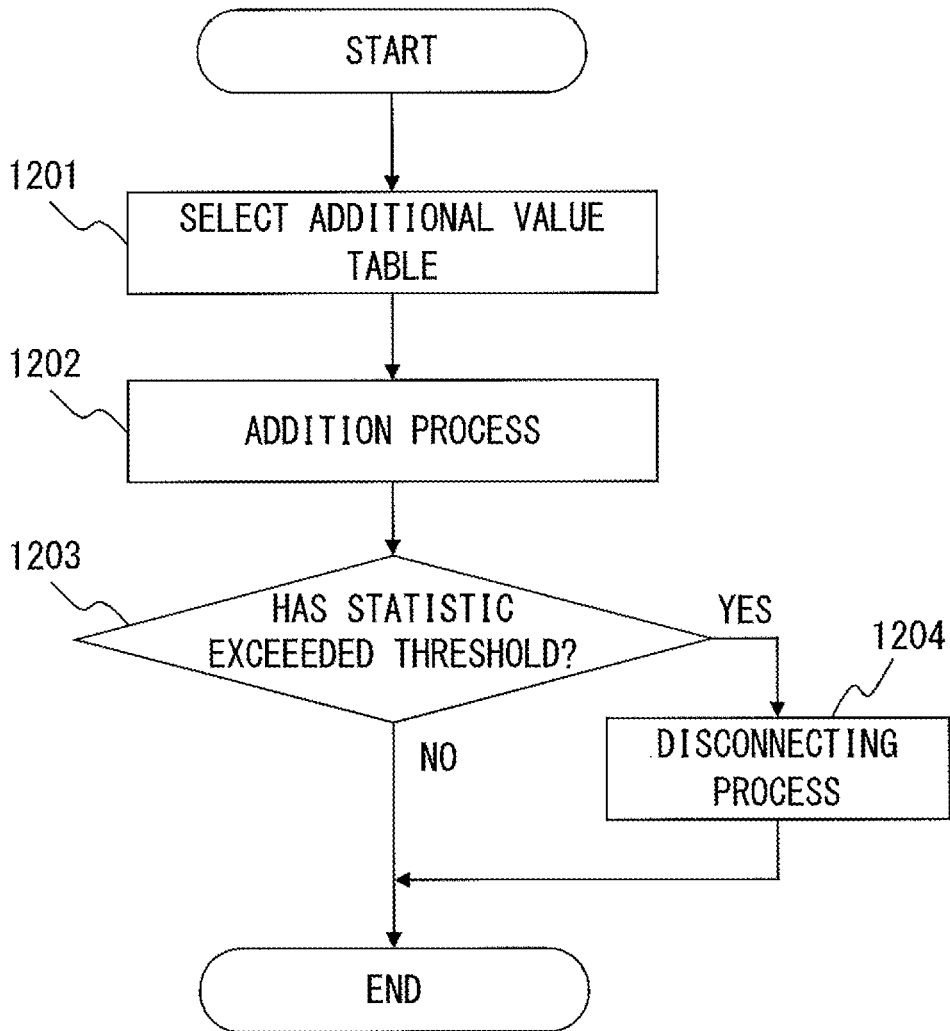 START
1201
SELECT ADDITIONAL VALUE
TABLE
1202
ADDITION PROCESS
1203
HAS STATISTIC
EXCEEEDED THRESHOLD?
YES
1204
DISCONNECTING
PROCESS
NO
END